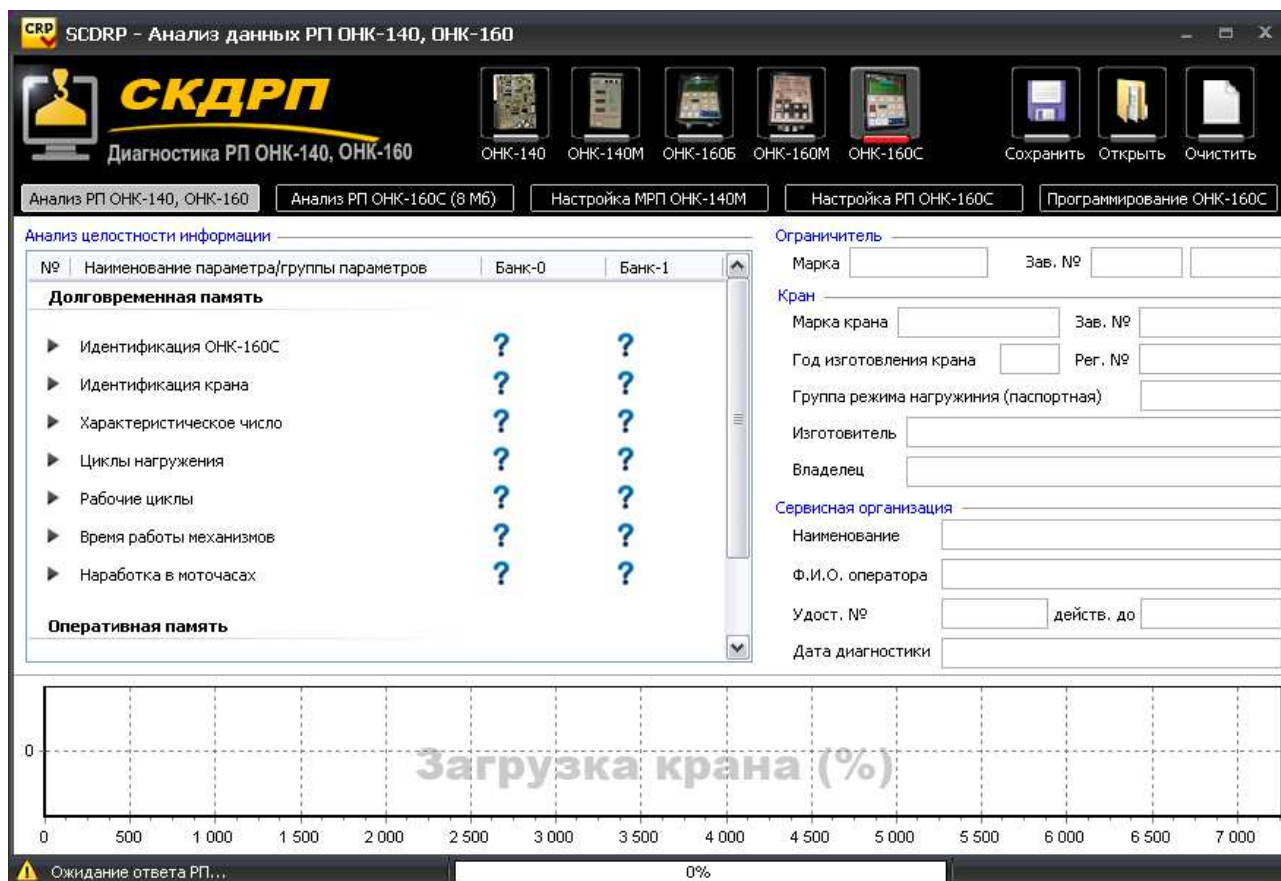 CRP SCDRP - Анализ данных РП ОНК-140, ОНК-160
СКДРП
Диагностика РП ОНК-140, ОНК-160
ОНК-140 ОНК-140М ОНК-160Б ОНК-160М ОНК-160С Сохранить Открыть Очистить
Анализ РП ОНК-140, ОНК-160 Анализ РП ОНК-160С (8 Мб) Настройка МРП ОНК-140М Настройка РП ОНК-160С Программирование ОНК-160С
Анализ целостности информации
№ Наименование параметра/группы параметров Банк-0 Банк-1
Долговременная память
Идентификация ОНК-160С ? ?
Идентификация крана ? ?
Характеристическое число ? ?
Циклы нагружения ? ?
Рабочие циклы ? ?
Время работы механизмов ? ?
Наработка в моточасах ? ?
Оперативная память
Ограничитель
Марка Зав. №
Кран
Марка крана Зав. №
Год изготовления крана Рег. №
Группа режима нагружиния (паспортная)
Изготовитель
Владелец
Сервисная организация
Наименование
Ф.И.О. оператора
Удост. № действ. до
Дата диагностики
0
Загрузка крана (%)
0 500 1 000 1 500 2 000 2 500 3 000 3 500 4 000 4 500 5 000 5 500 6 000 6 500 7 000
Ожидание ответа РП... 0%